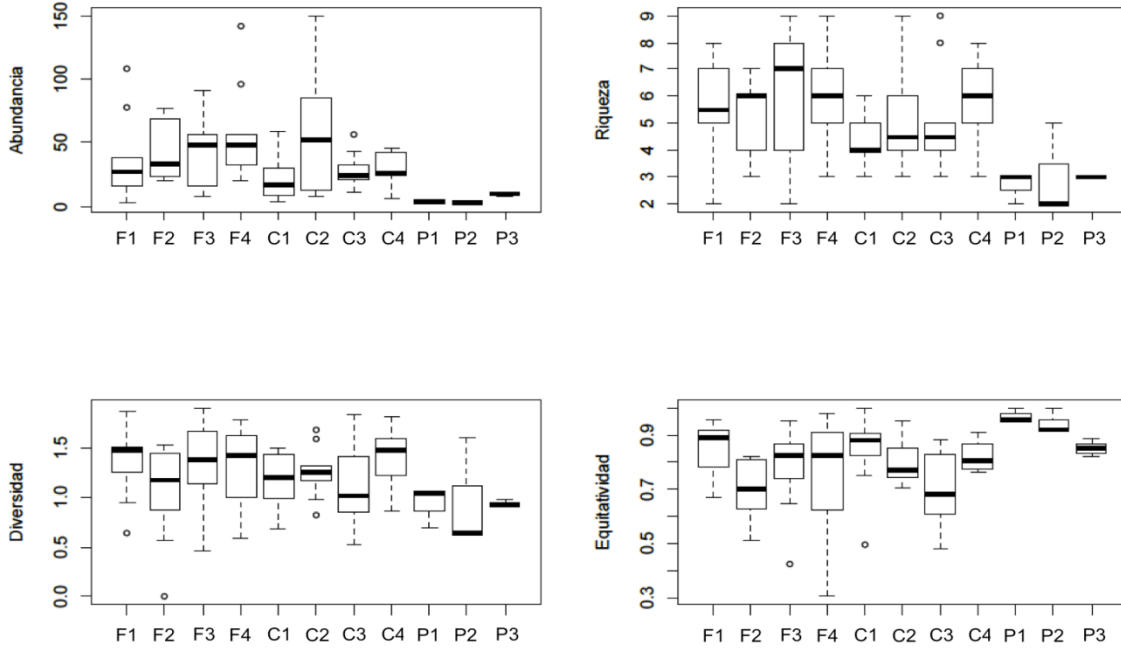 Abundancia
150
100
50
0
F1 F2 F3 F4 C1 C2 C3 C4 P1 P2 P3
Riqueza
9
8
7
6
5
4
3
2
F1 F2 F3 F4 C1 C2 C3 C4 P1 P2 P3
Diversidad
1.5
1.0
0.5
0.0
F1 F2 F3 F4 C1 C2 C3 C4 P1 P2 P3
Equitatividad
0.9
0.7
0.5
0.3
F1 F2 F3 F4 C1 C2 C3 C4 P1 P2 P3